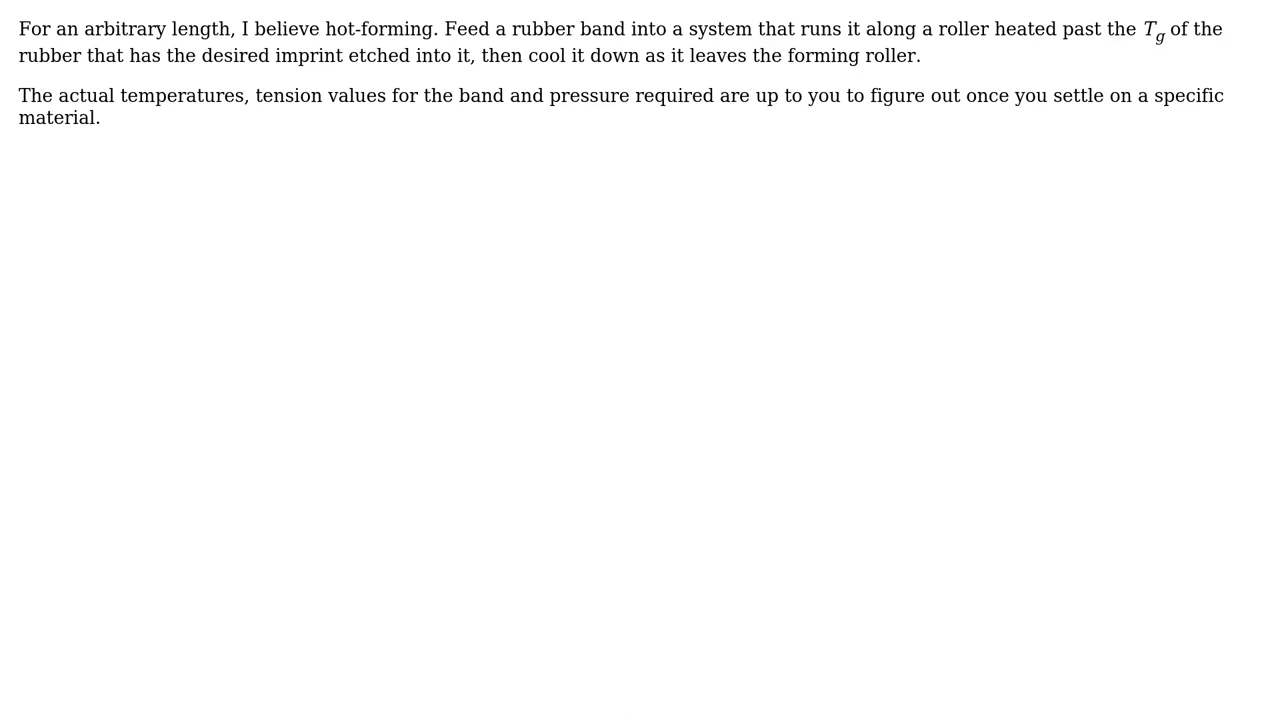 For an arbitrary length, I believe hot-forming. Feed a rubber band into a system that runs it along a roller heated past the T_g of the
rubber that has the desired imprint etched into it, then cool it down as it leaves the forming roller.
The actual temperatures, tension values for the band and pressure required are up to you to figure out once you settle on a specific
material.